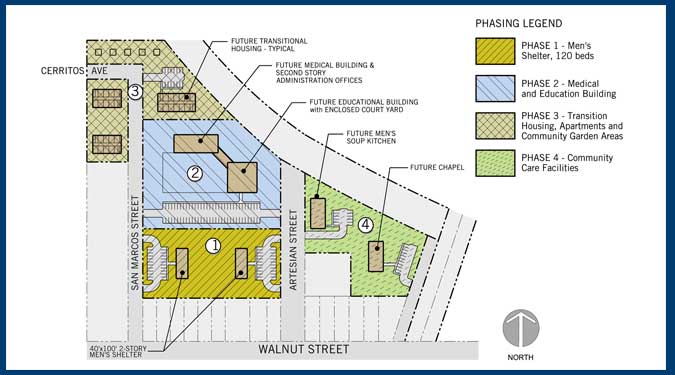 PHASING LEGEND
PHASE 1 - Men's
Shelter, 120 beds
PHASE 2 - Medical
and Education Building
PHASE 3 - Transition
Housing, Apartments and
Community Garden Areas
PHASE 4 - Community
Care Facilities
FUTURE TRANSITIONAL
HOUSING - TYPICAL
CERRITOS AVE
FUTURE MEDICAL BUILDING &
SECOND STORY
ADMINISTRATION OFFICES
3
FUTURE EDUCATIONAL BUILDING
with ENCLOSED COURT YARD
FUTURE MEN'S
SOUP KITCHEN
FUTURE CHAPEL
2
4
1
SAN MARCOS STREET
ARTESIAN STREET
40'x100' 2-STORY
MEN'S SHELTER
WALNUT STREET
NORTH